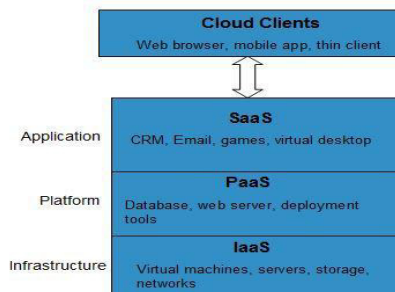 Cloud Clients
Web browser, mobile app, thin client
SaaS
Application
CRM, Email, games, virtual desktop
PaaS
Platform
Database, web server, deployment
tools
IaaS
Infrastructure
Virtual machines, servers, storage,
networks